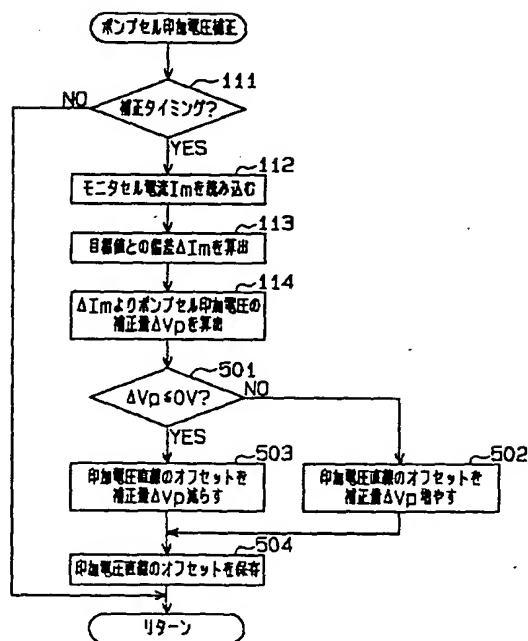 ポンプセル印加電圧補正
111
補正タイミング?
NO
YES
112
モニタセル電流Imを読み込む
113
目標値との偏差ΔImを算出
114
ΔImよりポンプセル印加電圧の
補正量ΔVpを算出
501
ΔVp≦0V?
NO
YES
503
印加電圧直線のオフセットを
補正量ΔVp減らす
502
印加電圧直線のオフセットを
補正量ΔVp増やす
504
印加電圧直線のオフセットを保存
リターン